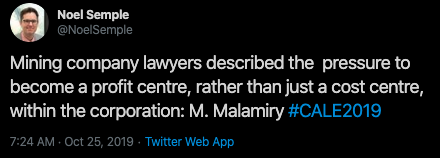 Noel Semple
@NoelSemple
Mining company lawyers described the pressure to
become a profit centre, rather than just a cost centre,
within the corporation: M. Malamiry #CALE2019
7:24 AM · Oct 25, 2019 · Twitter Web App